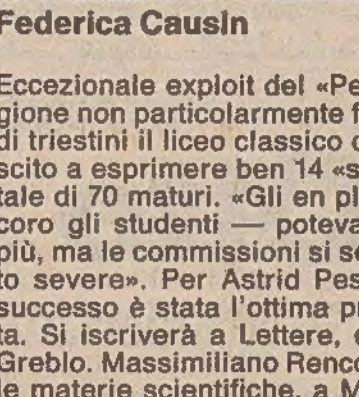 Federica Causin
Eccezionale exploit del «Pe
gione non particolarmente f
di triestini il liceo classico
scito a esprimere ben 14 «s
tale di 70 maturi. «Gli en pl
coro gli studenti — poteva
più, ma le commissioni si s
to severe». Per Astrid Pes
successo è stata l'ottima p
ta. Si iscriverà a Lettere,
Greblo. Massimiliano Renco
le materie scientifiche, a M